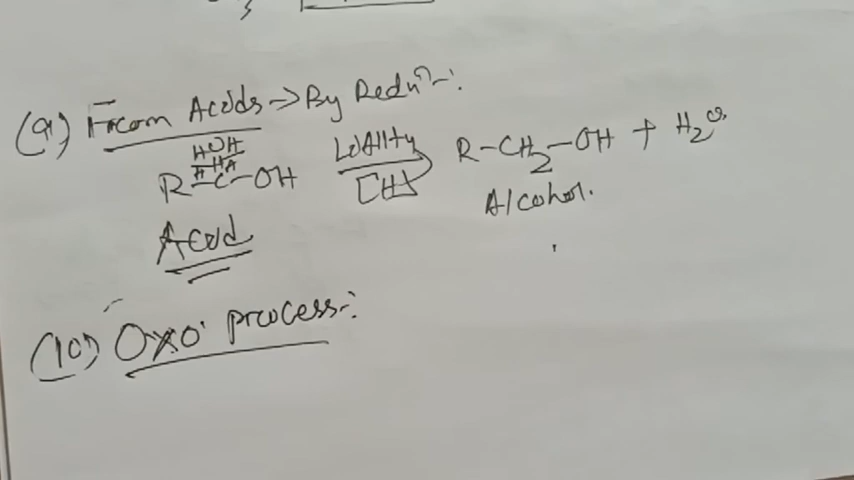 (9) From Acids → By Redn :-
R-C-OH LiAlH4 [H] R-CH2-OH + H2O
Acid Alcohol.
(10) Oxo process :-